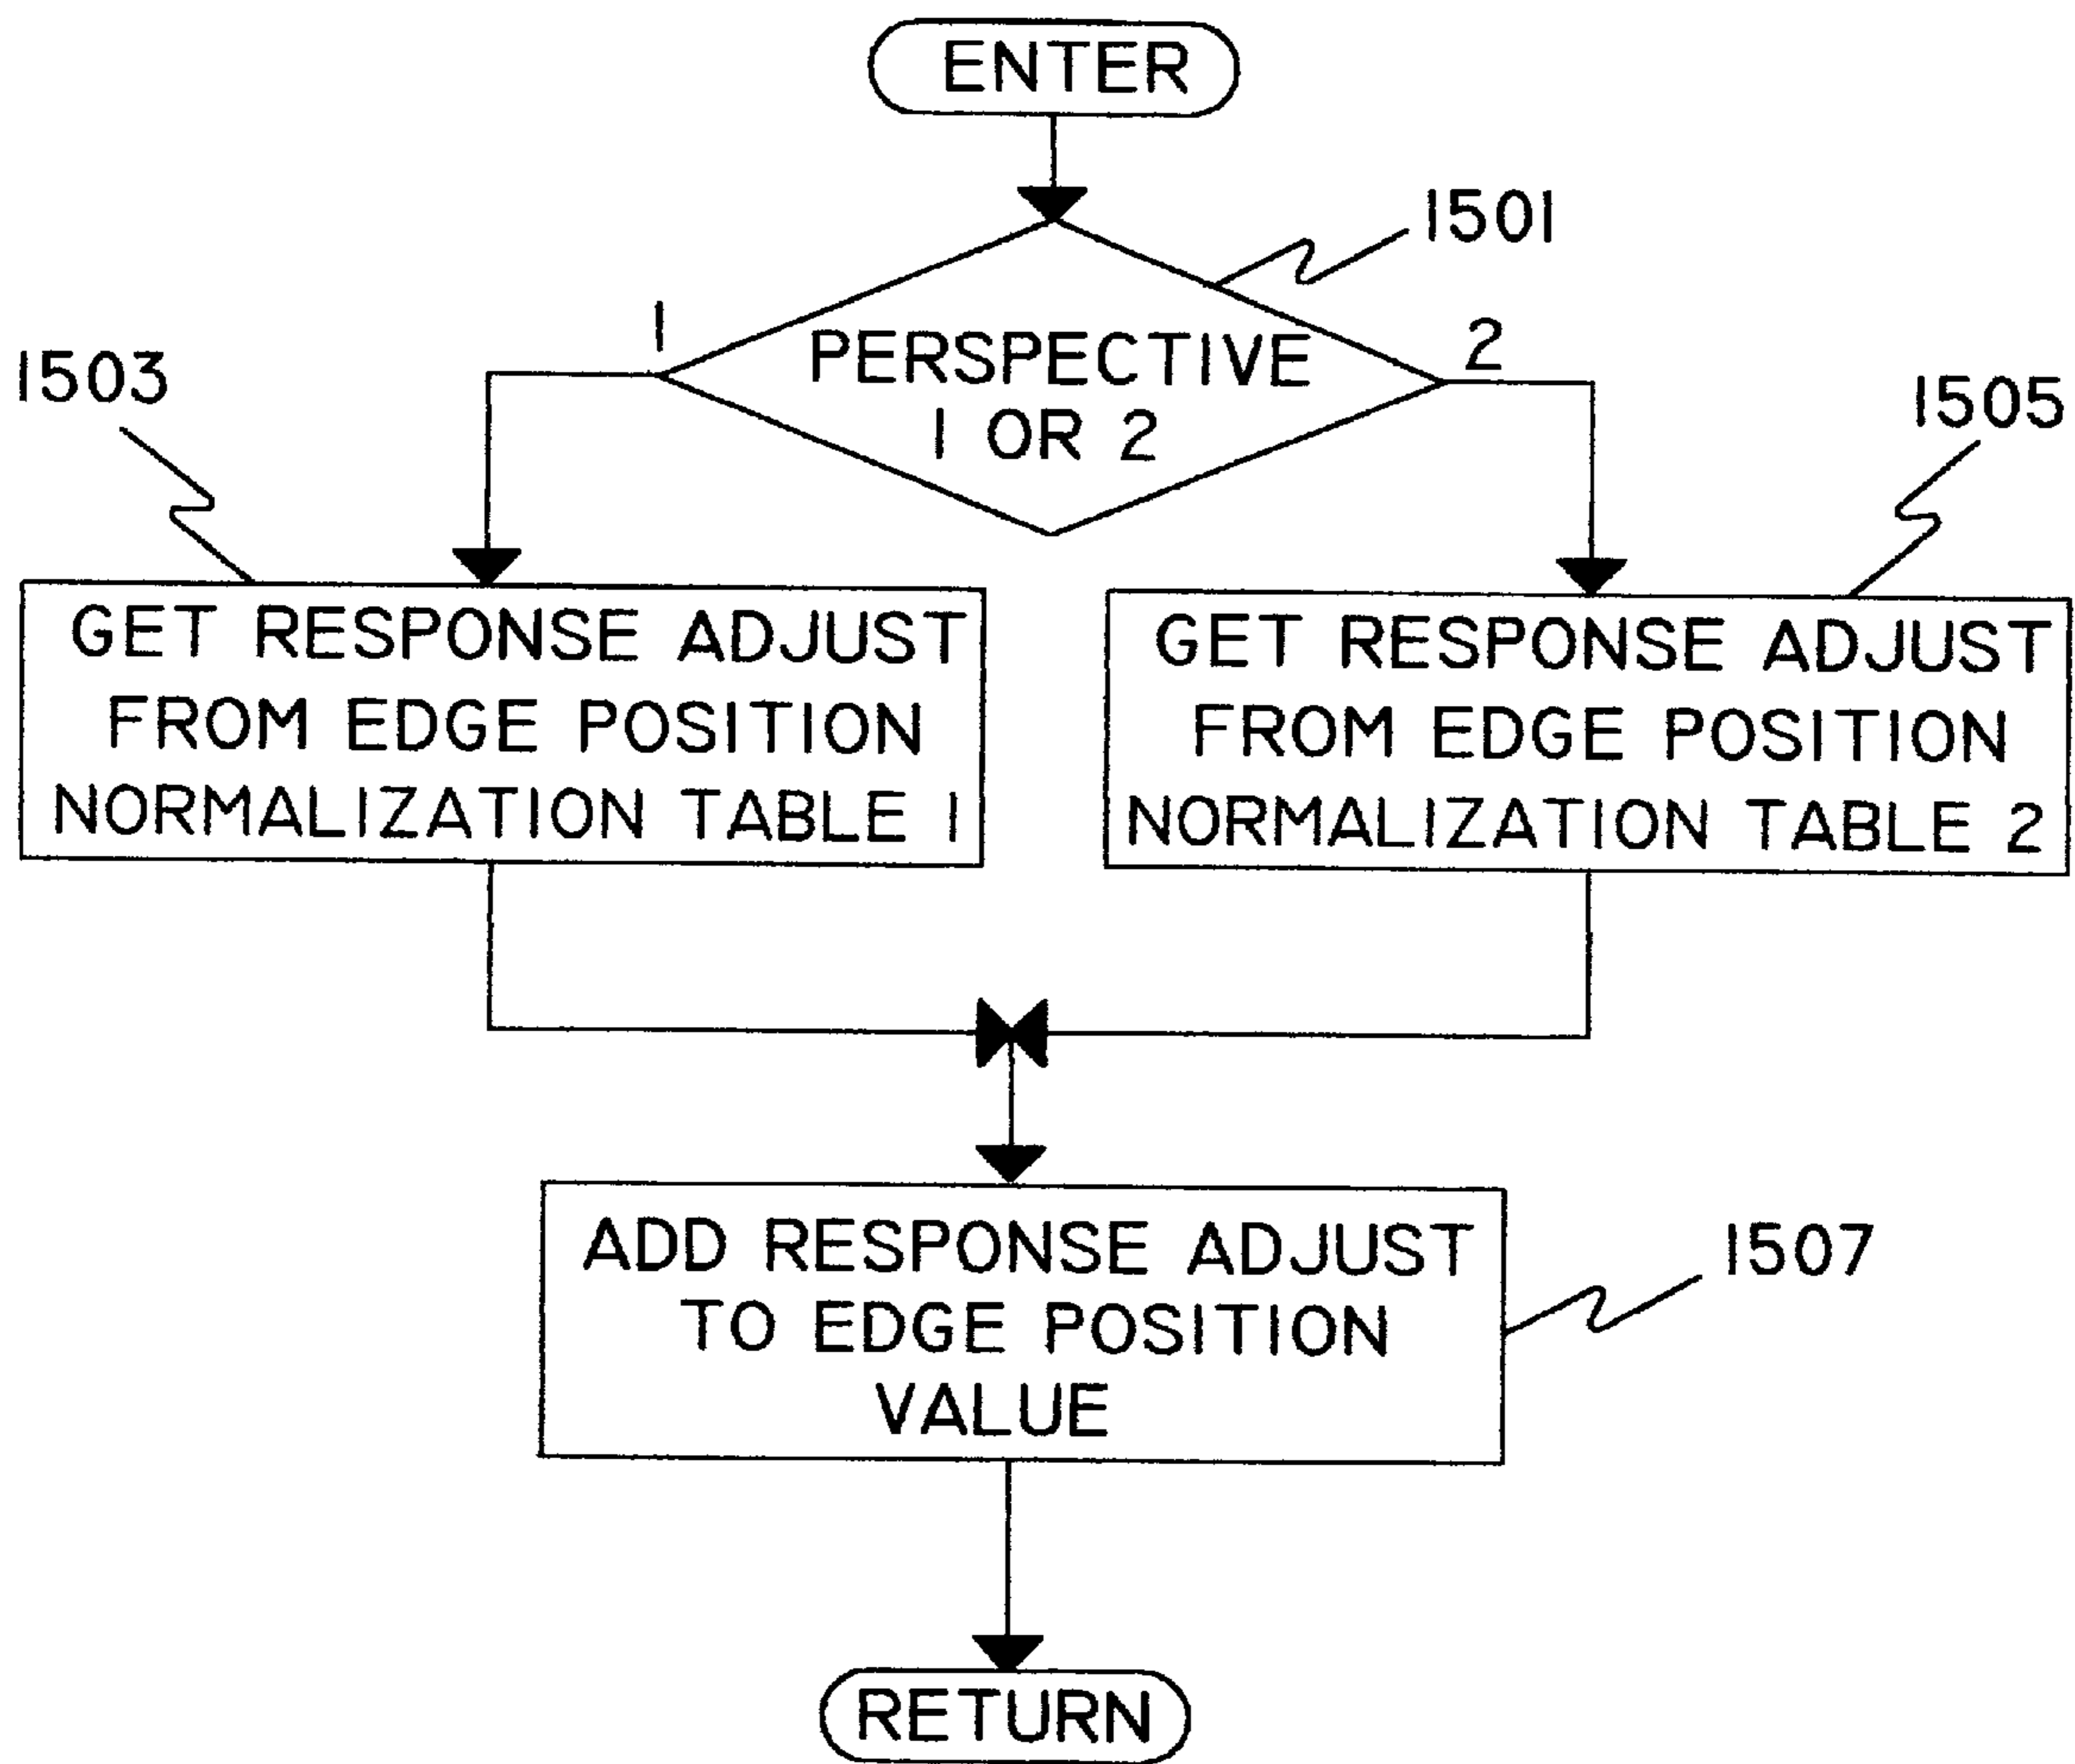 ENTER
1501
1
PERSPECTIVE
1 OR 2
2
1503
1505
GET RESPONSE ADJUST
FROM EDGE POSITION
NORMALIZATION TABLE 1
GET RESPONSE ADJUST
FROM EDGE POSITION
NORMALIZATION TABLE 2
ADD RESPONSE ADJUST
TO EDGE POSITION
VALUE
1507
RETURN